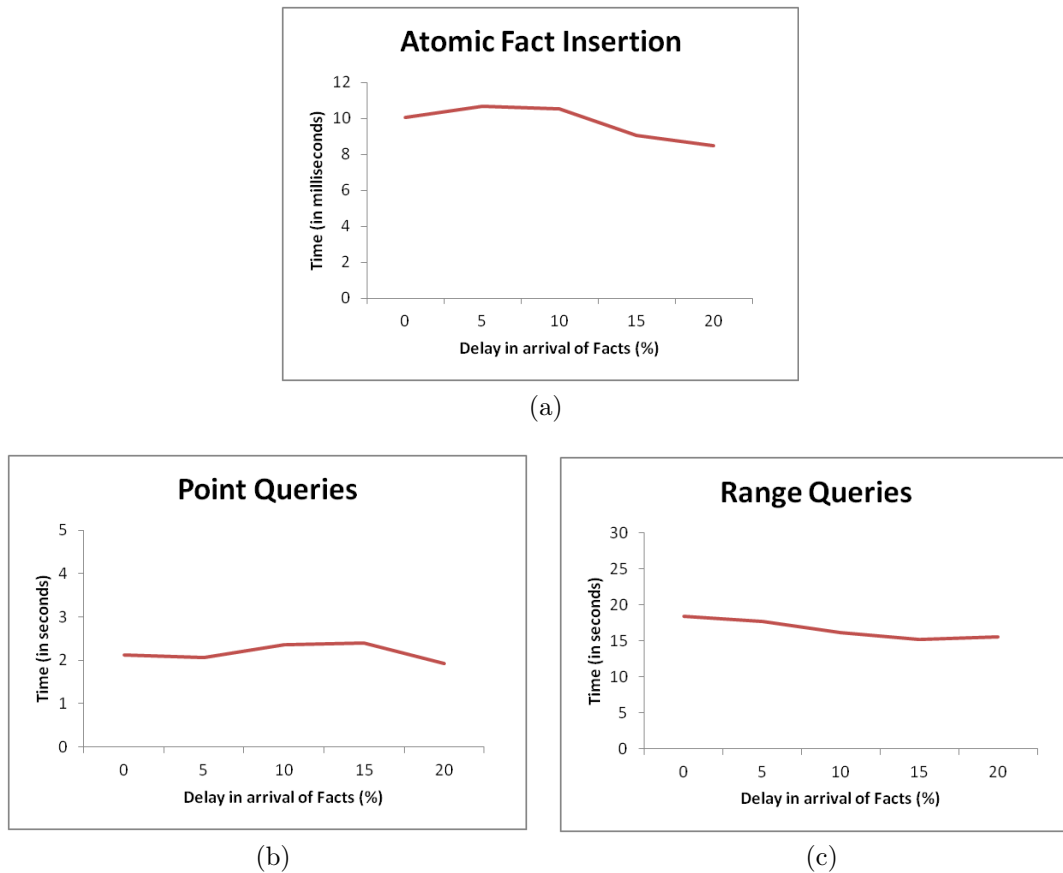 Atomic Fact Insertion
12
10
8
6
4
2
0
Time (in milliseconds)
0 5 10 15 20
Delay in arrival of Facts (%)
(a)
Point Queries
5
4
3
2
1
0
Time (in seconds)
0 5 10 15 20
Delay in arrival of Facts (%)
(b)
Range Queries
30
25
20
15
10
5
0
Time (in seconds)
0 5 10 15 20
Delay in arrival of Facts (%)
(c)